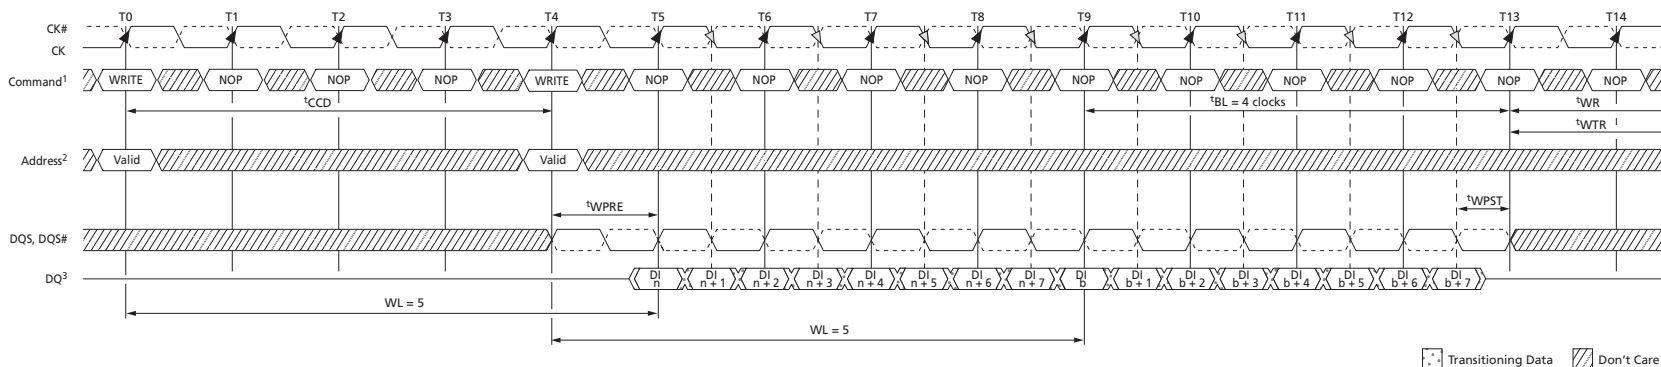 T0 T1 T2 T3 T4 T5 T6 T7 T8 T9 T10 T11 T12 T13 T14
CK#
CK
Command1 WRITE NOP NOP NOP WRITE NOP NOP NOP NOP NOP NOP NOP NOP NOP NOP
tCCD tBL = 4 clocks tWR
tWTR
Address2 Valid Valid
tWPRE tWPST
DQS, DQS#
DQ3 DI n DI n + 1 DI n + 2 DI n + 3 DI n + 4 DI n + 5 DI n + 6 DI n + 7 DI b DI b + 1 DI b + 2 DI b + 3 DI b + 4 DI b + 5 DI b + 6 DI b + 7
WL = 5
WL = 5
Transitioning Data Don't Care